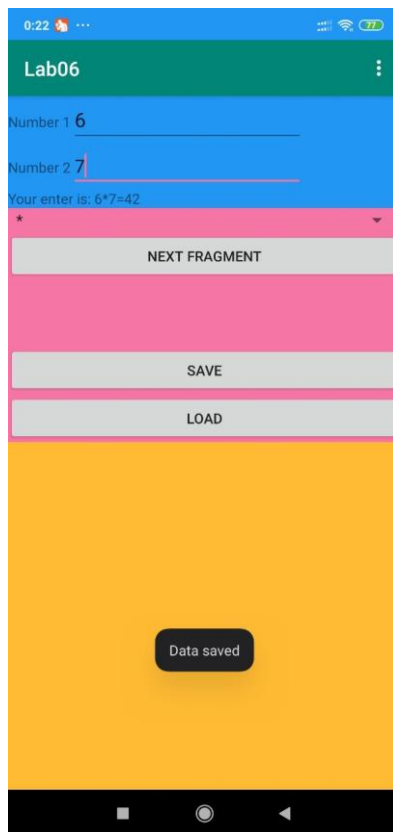 0:22 ... 77
Lab06
Number 1 6
Number 2 7
Your enter is: 6*7=42
*
NEXT FRAGMENT
SAVE
LOAD
Data saved